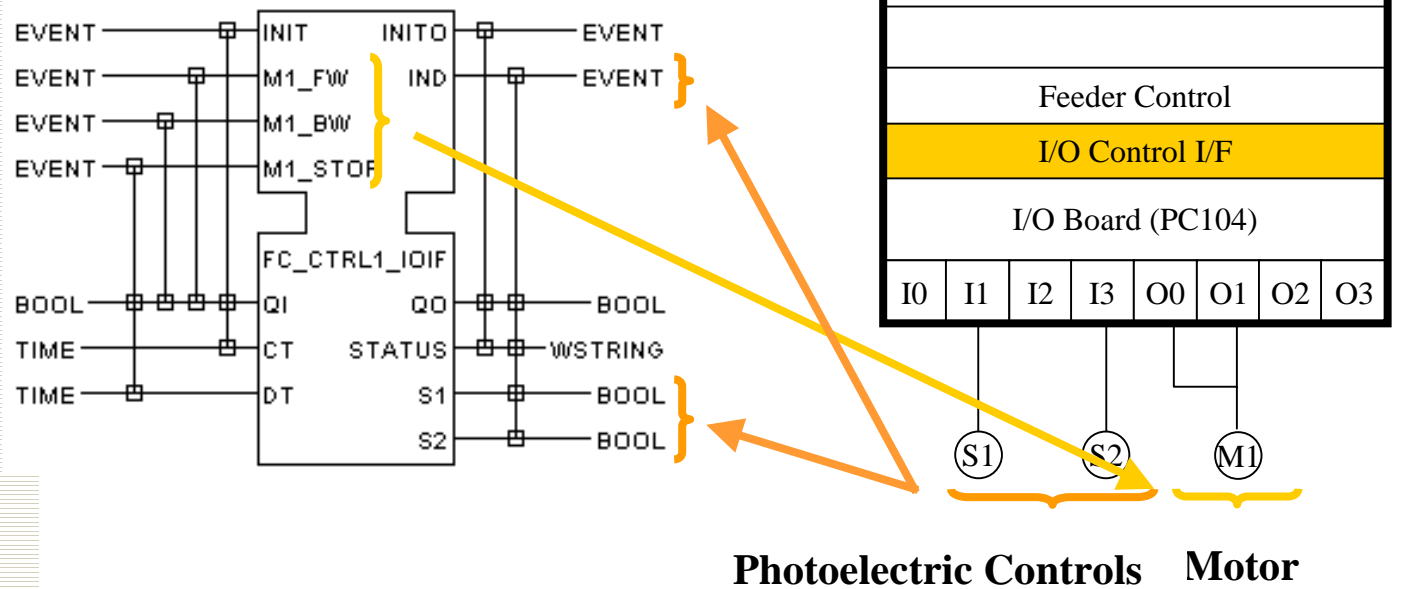 EVENT INIT INITO EVENT
EVENT M1_FW IND EVENT
EVENT M1_BW
EVENT M1_STOP
FC_CTRL1_IOIF
BOOL QI QO BOOL
TIME CT STATUS WSTRING
TIME DT S1 BOOL
S2 BOOL
Feeder Control
I/O Control I/F
I/O Board (PC104)
I0 I1 I2 I3 O0 O1 O2 O3
S1 S2 M1
Photoelectric Controls Motor